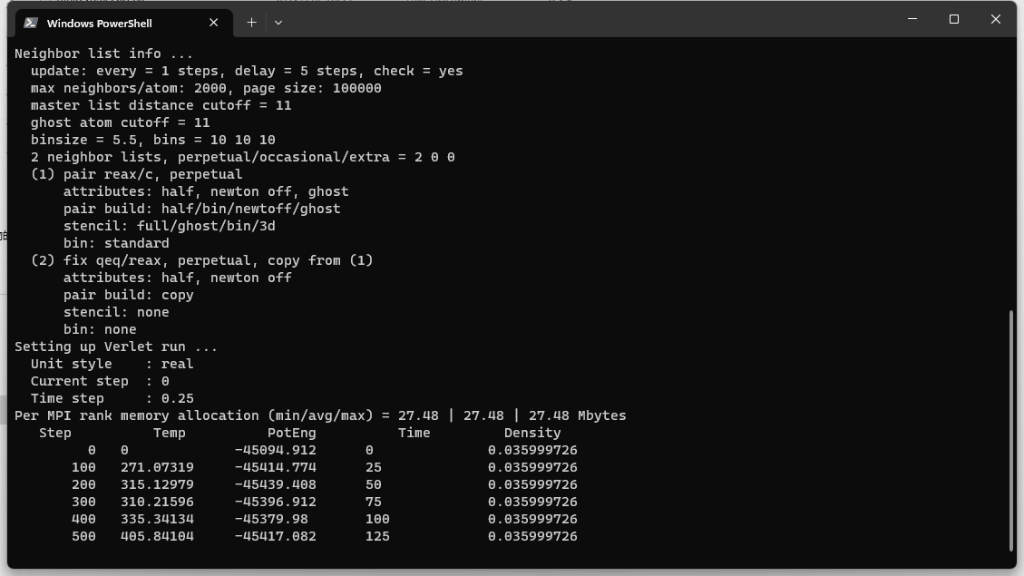 Windows PowerShell
Neighbor list info ...
update: every = 1 steps, delay = 5 steps, check = yes
max neighbors/atom: 2000, page size: 100000
master list distance cutoff = 11
ghost atom cutoff = 11
binsize = 5.5, bins = 10 10 10
2 neighbor lists, perpetual/occasional/extra = 2 0 0
(1) pair reax/c, perpetual
attributes: half, newton off, ghost
pair build: half/bin/newtoff/ghost
stencil: full/ghost/bin/3d
bin: standard
(2) fix qeq/reax, perpetual, copy from (1)
attributes: half, newton off
pair build: copy
stencil: none
bin: none
Setting up Verlet run ...
Unit style    : real
Current step  : 0
Time step     : 0.25
Per MPI rank memory allocation (min/avg/max) = 27.48 | 27.48 | 27.48 Mbytes
Step Temp PotEng Time Density
0 0 -45094.912 0 0.035999726
100 271.07319 -45414.774 25 0.035999726
200 315.12979 -45439.408 50 0.035999726
300 310.21596 -45396.912 75 0.035999726
400 335.34134 -45379.98 100 0.035999726
500 405.84104 -45417.082 125 0.035999726